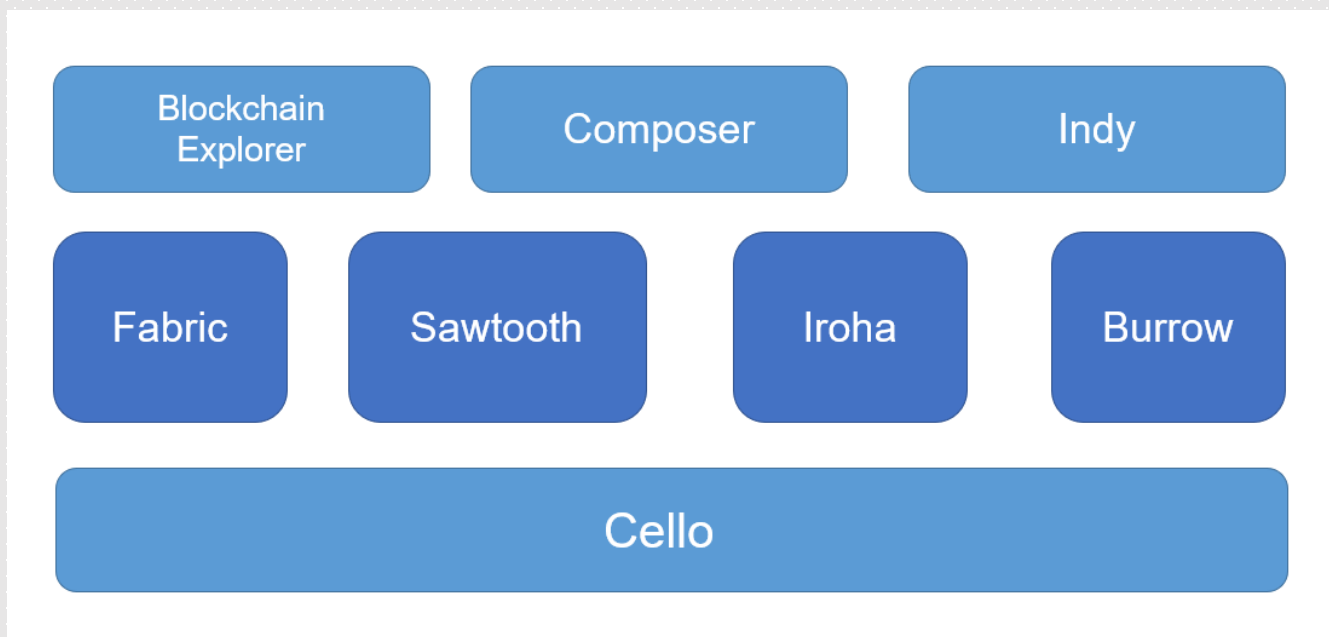 Blockchain
Explorer
Composer
Indy
Fabric
Sawtooth
Iroha
Burrow
Cello